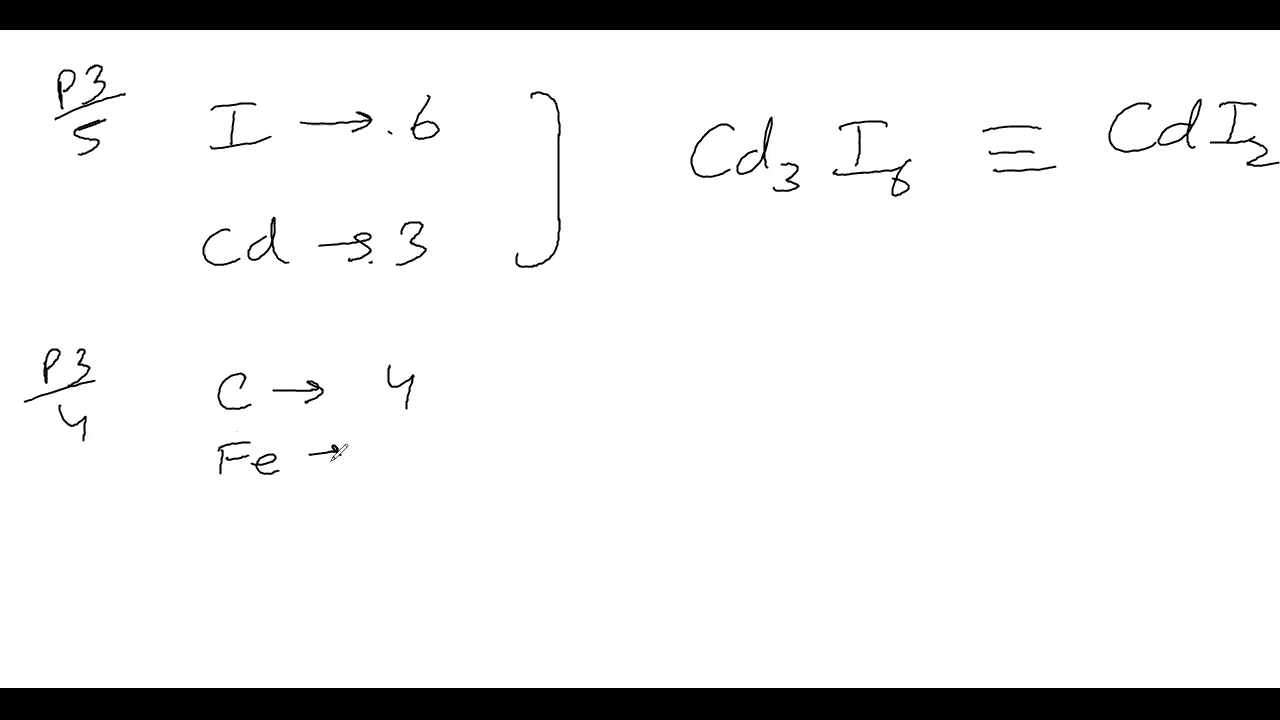 P3/5 I → .6
Cd → .3
Cd₃ I₆ ≡ CdI₂
P3/4 C → 4
Fe →